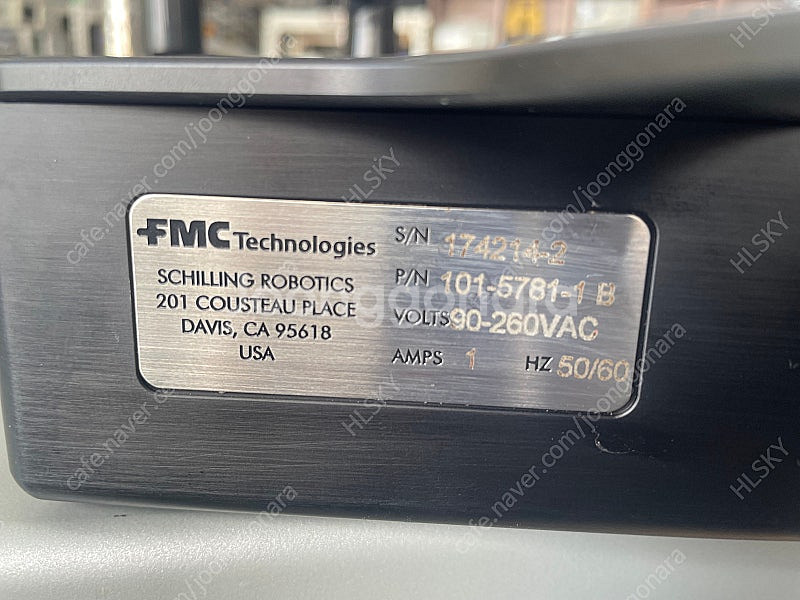 FMC Technologies
SCHILLING ROBOTICS
201 COUSTEAU PLACE
DAVIS, CA 95618
USA
S/N 174214-2
P/N 101-5781-1 B
VOLTS 90-260VAC
AMPS 1 HZ 50/60
joonggonara
cafe.naver.com/joonggonara
HLSKY